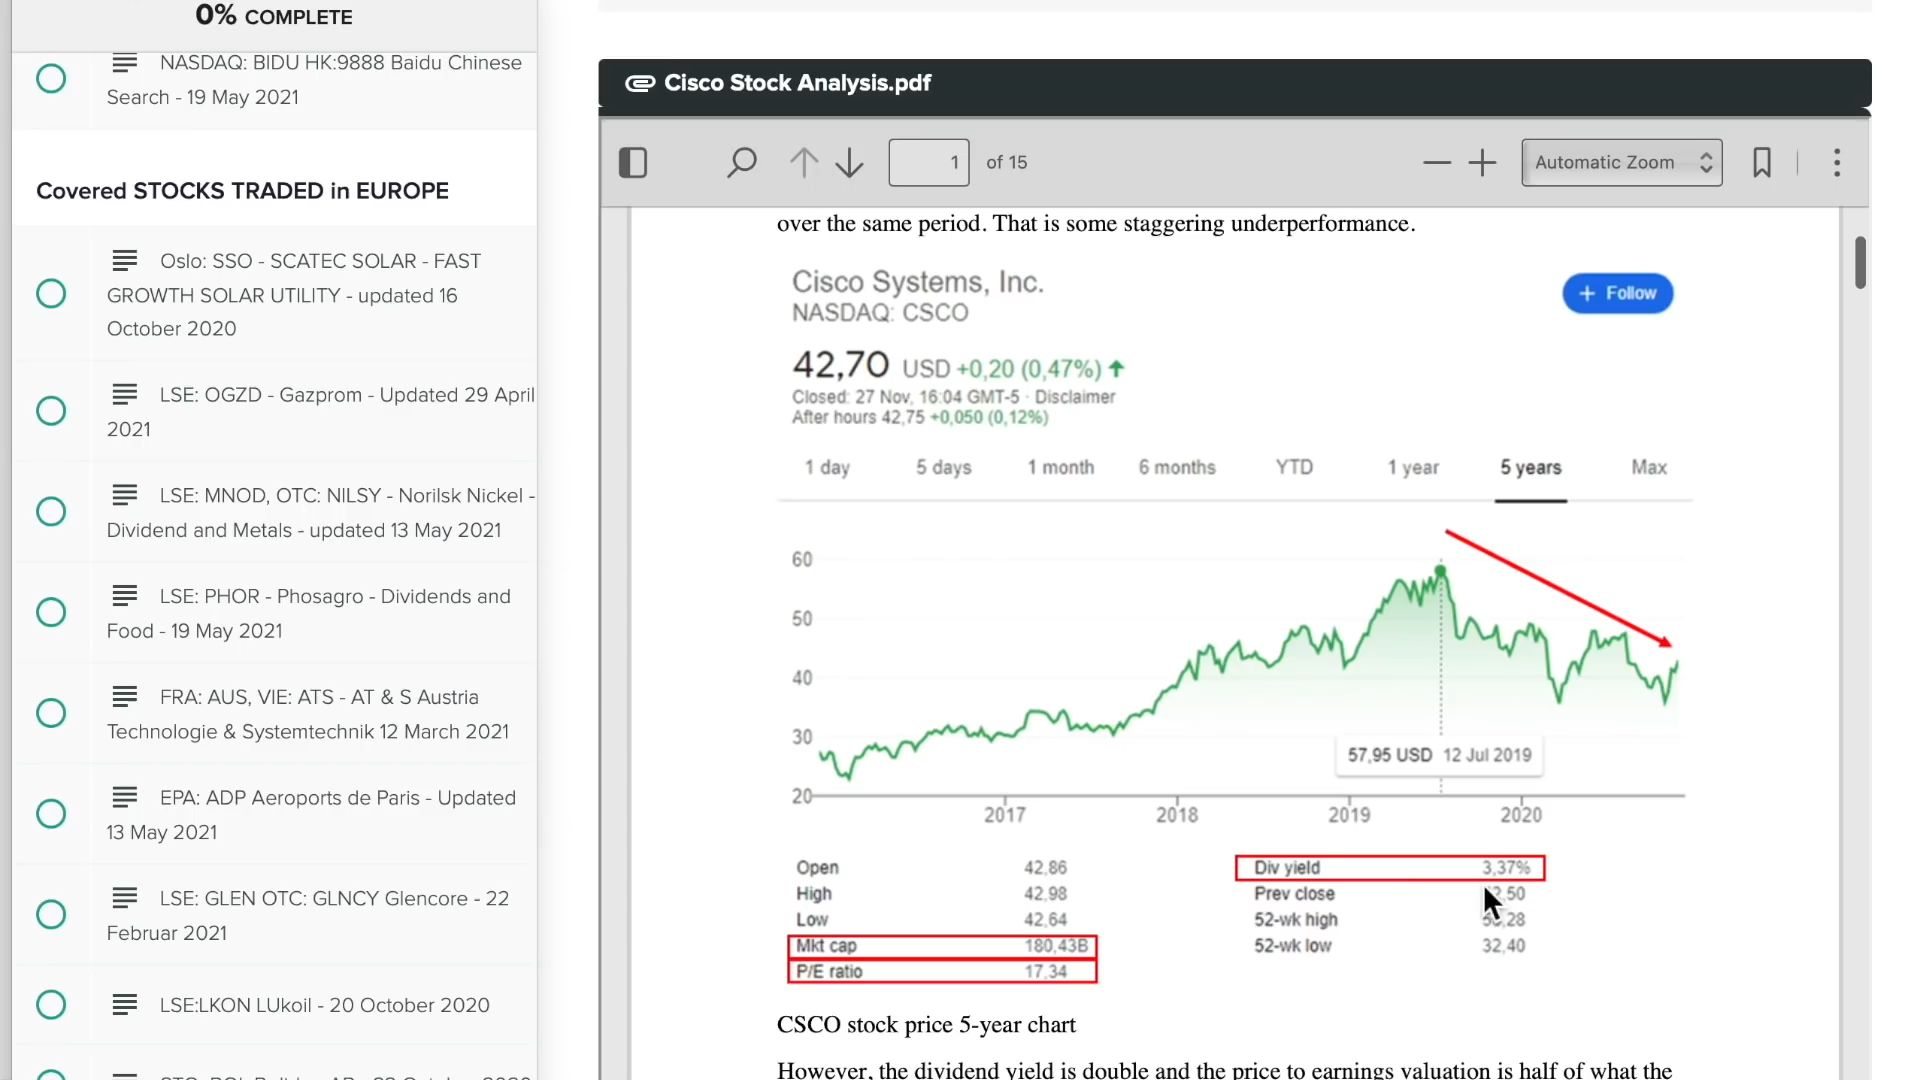 0% COMPLETE
NASDAQ: BIDU HK:9888 Baidu Chinese
Search - 19 May 2021
Covered STOCKS TRADED in EUROPE
Oslo: SSO - SCATEC SOLAR - FAST
GROWTH SOLAR UTILITY - updated 16
October 2020
LSE: OGZD - Gazprom - Updated 29 April
2021
LSE: MNOD, OTC: NILSY - Norilsk Nickel -
Dividend and Metals - updated 13 May 2021
LSE: PHOR - Phosagro - Dividends and
Food - 19 May 2021
FRA: AUS, VIE: ATS - AT & S Austria
Technologie & Systemtechnik 12 March 2021
EPA: ADP Aeroports de Paris - Updated
13 May 2021
LSE: GLEN OTC: GLNCY Glencore - 22
Februar 2021
LSE:LKON LUkoil - 20 October 2020
Cisco Stock Analysis.pdf
1 of 15
Automatic Zoom
over the same period. That is some staggering underperformance.
Cisco Systems, Inc.
NASDAQ: CSCO
+ Follow
42,70 USD +0,20 (0,47%)
Closed: 27 Nov, 16:04 GMT-5 · Disclaimer
After hours 42,75 +0,050 (0,12%)
1 day 5 days 1 month 6 months YTD 1 year 5 years Max
60
50
40
30
20
57,95 USD 12 Jul 2019
2017 2018 2019 2020
Open 42,86 Div yield 3,37%
High 42,98 Prev close
Low 42,64 52-wk high
Mkt cap 180,43B 52-wk low 32,40
P/E ratio 17,34
CSCO stock price 5-year chart
However, the dividend yield is double and the price to earnings valuation is half of what the